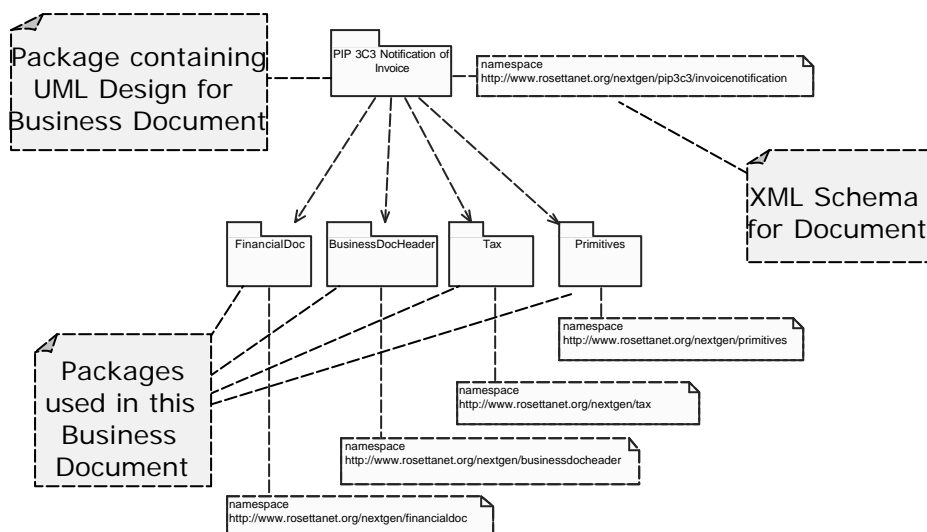 Package containing
UML Design for
Business Document
PIP 3C3 Notification of
Invoice
namespace
http://www.rosettanet.org/nextgen/pip3c3/invoicenotification
XML Schema
for Document
FinancialDoc
BusinessDocHeader
Tax
Primitives
namespace
http://www.rosettanet.org/nextgen/primitives
Packages
used in this
Business
Document
namespace
http://www.rosettanet.org/nextgen/tax
namespace
http://www.rosettanet.org/nextgen/businessdocheader
namespace
http://www.rosettanet.org/nextgen/financialdoc